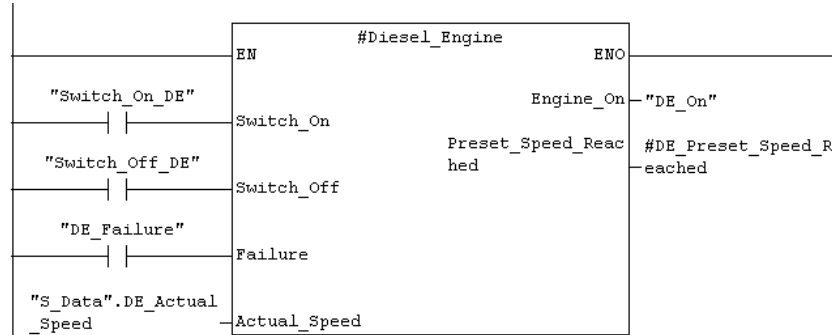 #Diesel_Engine
EN
ENO
"Switch_On_DE"
Switch_On
Engine_On
"DE_On"
"Switch_Off_DE"
Switch_Off
Preset_Speed_Reac
hed
#DE_Preset_Speed_R
eached
"DE_Failure"
Failure
"S_Data".DE_Actual
_Speed
Actual_Speed